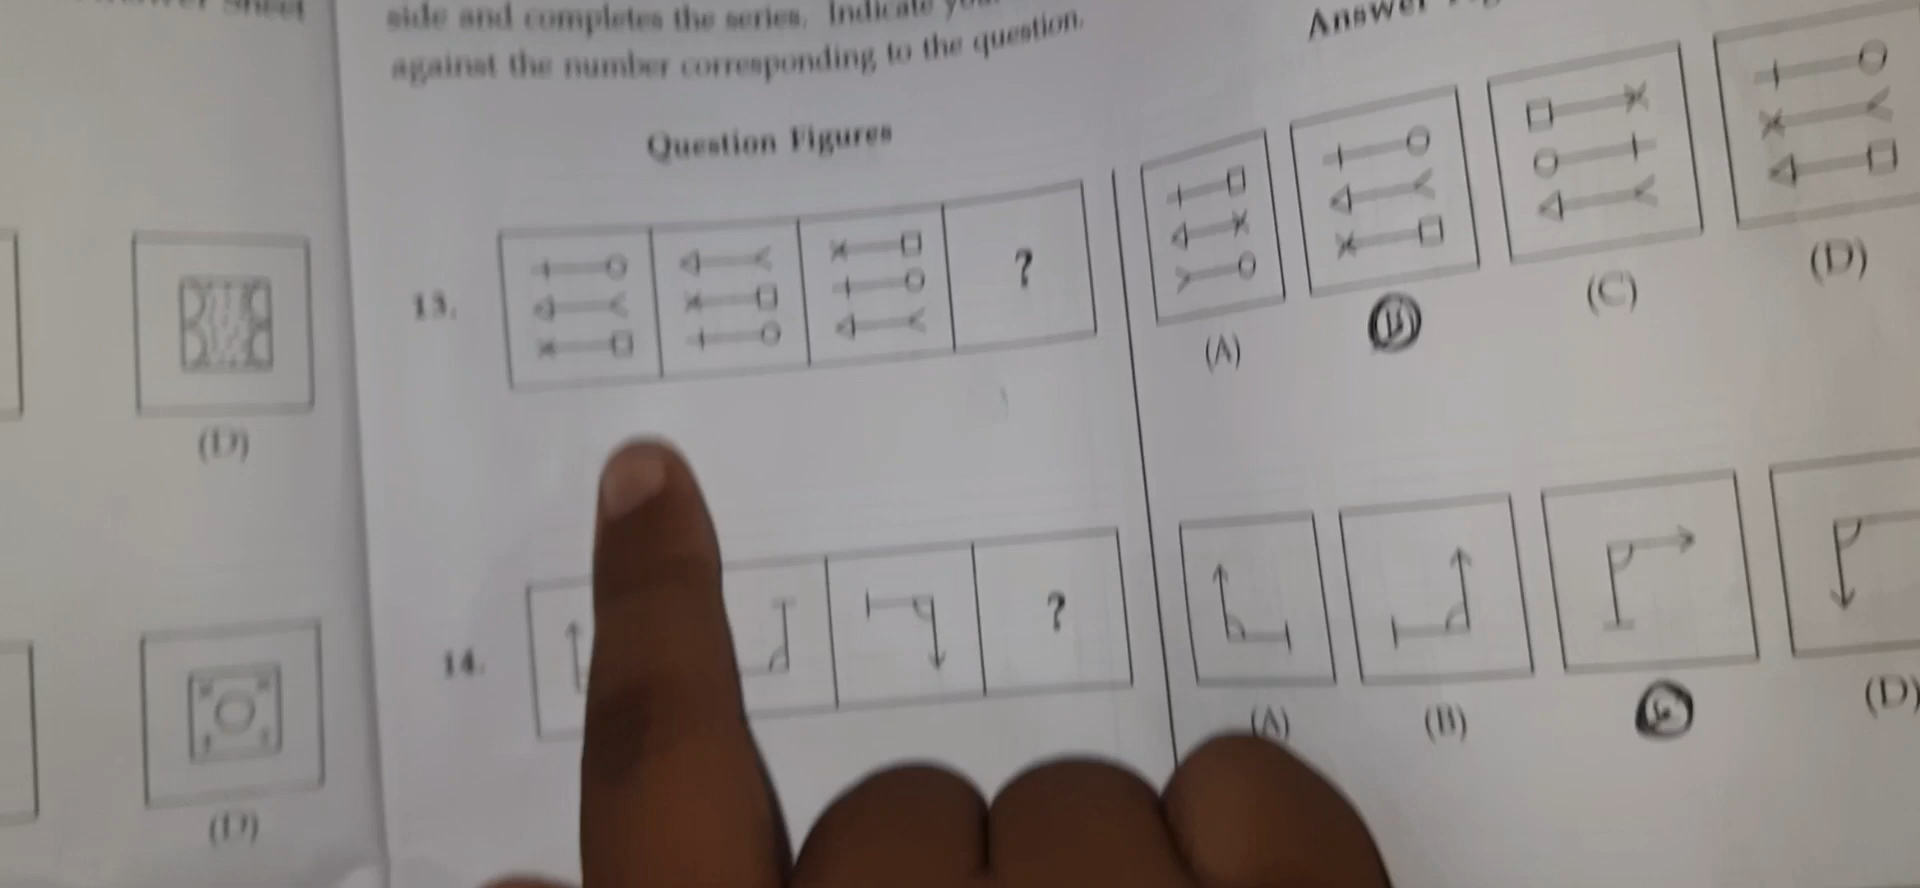 side and completes the series. Indicate
against the number corresponding to the question.
Answer
Question Figures
13.
?
(A)
(B)
(C)
(D)
(D)
14.
?
(A)
(B)
(D)
(D)